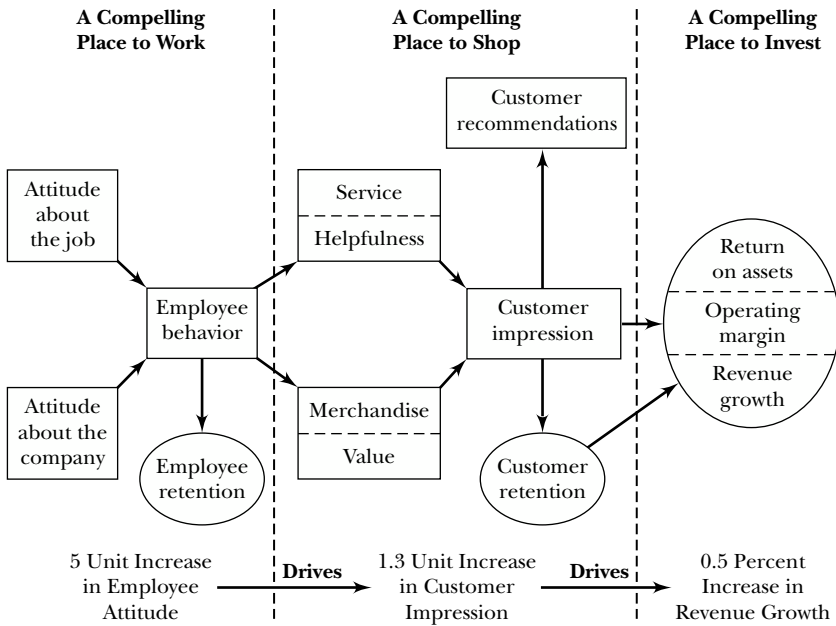 A Compelling
Place to Work
A Compelling
Place to Shop
A Compelling
Place to Invest
Customer
recommendations
Attitude
about
the job
Service
Helpfulness
Return
on assets
Operating
margin
Revenue
growth
Employee
behavior
Customer
impression
Attitude
about the
company
Merchandise
Value
Employee
retention
Customer
retention
5 Unit Increase
in Employee
Attitude
Drives
1.3 Unit Increase
in Customer
Impression
Drives
0.5 Percent
Increase in
Revenue Growth